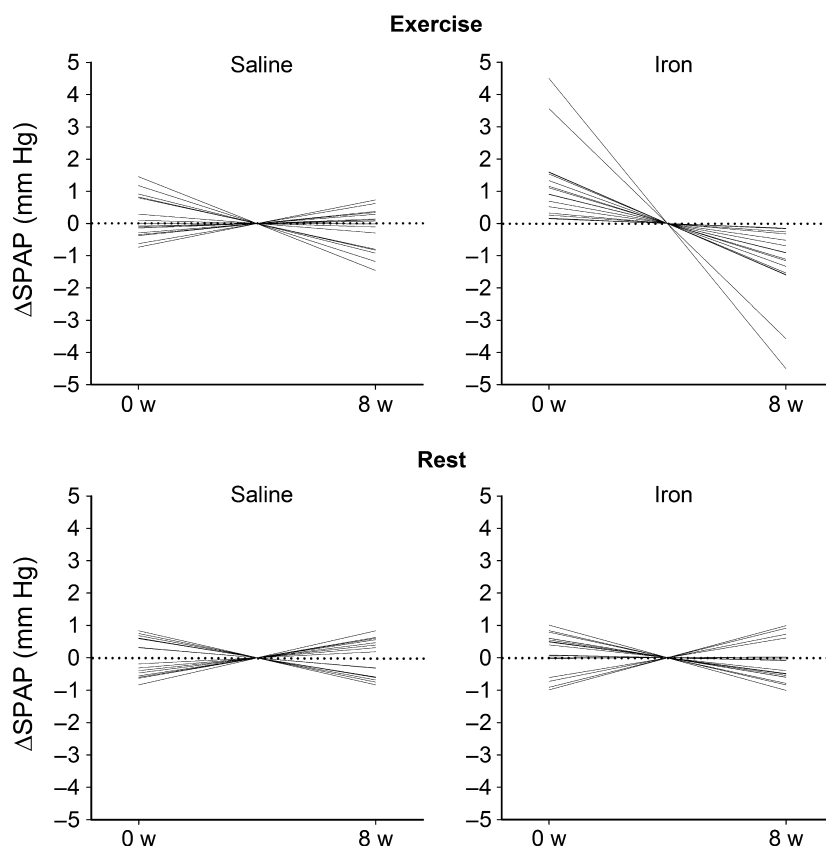 Exercise
Saline
Iron
ΔSPAP (mm Hg)
5
4
3
2
1
0
–1
–2
–3
–4
–5
0 w
8 w
5
4
3
2
1
0
–1
–2
–3
–4
–5
0 w
8 w
Rest
Saline
Iron
ΔSPAP (mm Hg)
5
4
3
2
1
0
–1
–2
–3
–4
–5
0 w
8 w
5
4
3
2
1
0
–1
–2
–3
–4
–5
0 w
8 w